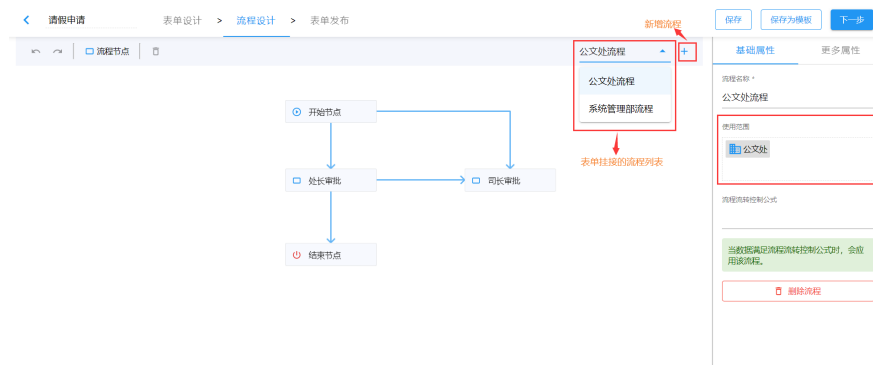 请假申请
表单设计 > 流程设计 > 表单发布
新增流程
保存 保存为模板 下一步
流程节点
公文处流程
+
公文处流程
系统管理部流程
表单挂接的流程列表
开始节点
处长审批
司长审批
结束节点
基础属性 更多属性
流程名称 *
公文处流程
使用范围
公文处
流程流转控制公式
当数据满足流程流转控制公式时，会应
用该流程。
删除流程